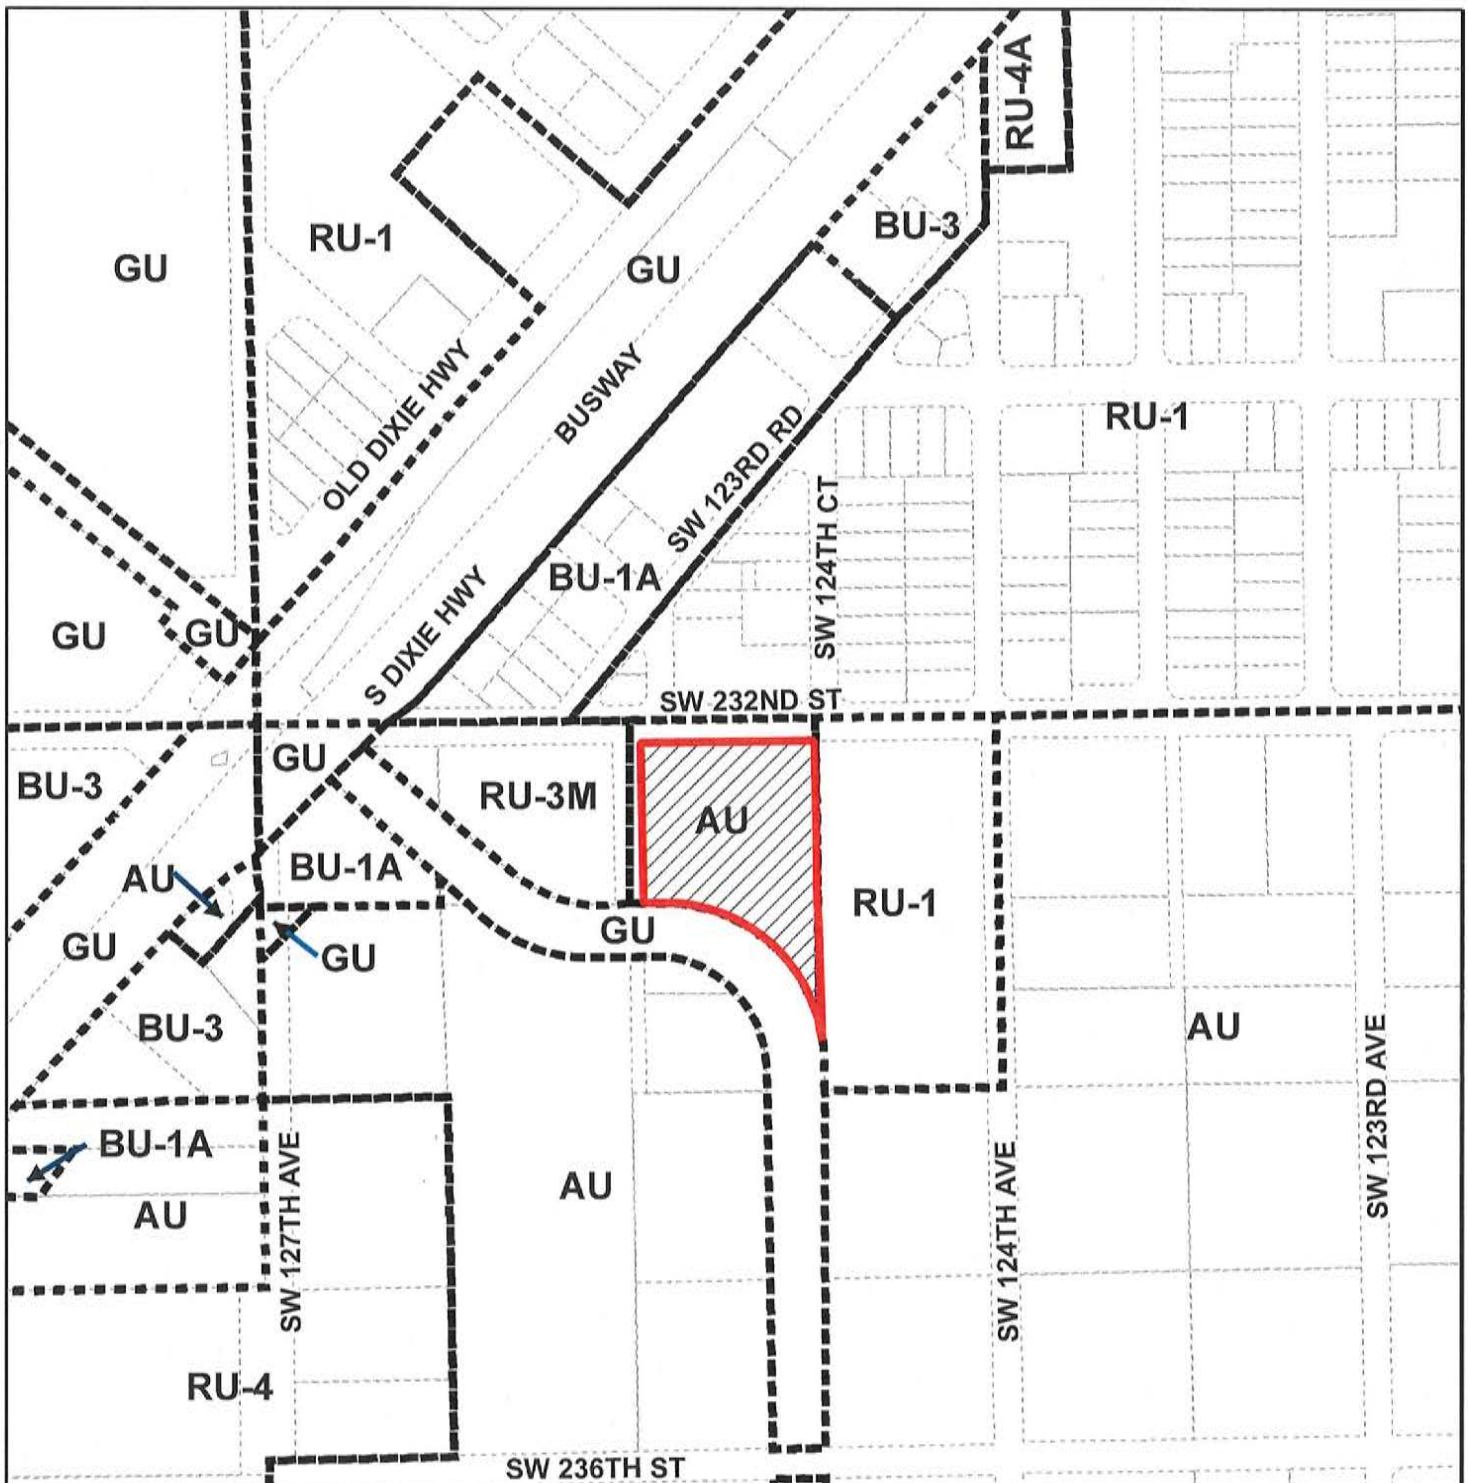 RU-4A
BU-3
RU-1
GU
GU
OLD DIXIE HWY
BUSWAY
RU-1
SW 123RD RD
SW 124TH CT
BU-1A
S DIXIE HWY
GU
GU
SW 232ND ST
GU
BU-3
RU-3M
AU
BU-1A
AU
RU-1
GU
GU
GU
BU-3
AU
SW 123RD AVE
BU-1A
SW 127TH AVE
AU
AU
SW 124TH AVE
RU-4
SW 236TH ST